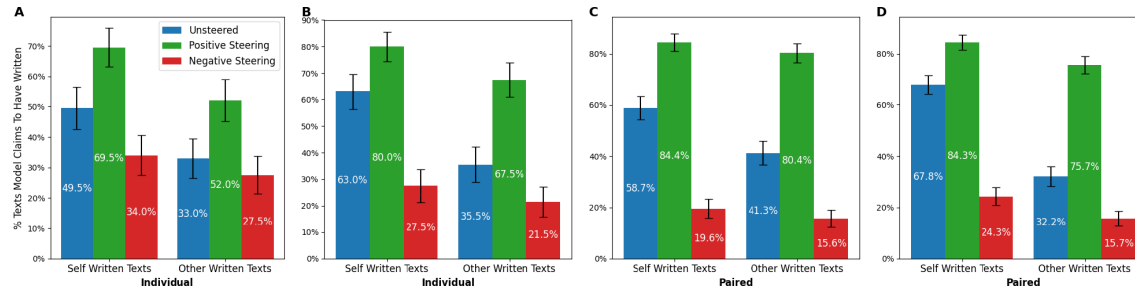 A
% Texts Model Claims To Have Written
70%
60%
50%
40%
30%
20%
10%
0%
Unsteered
Positive Steering
Negative Steering
49.5%
69.5%
34.0%
33.0%
52.0%
27.5%
Self Written Texts
Other Written Texts
Individual
B
90%
80%
70%
60%
50%
40%
30%
20%
10%
0%
63.0%
80.0%
27.5%
35.5%
67.5%
21.5%
Self Written Texts
Other Written Texts
Individual
C
80%
60%
40%
20%
0%
58.7%
84.4%
19.6%
41.3%
80.4%
15.6%
Self Written Texts
Other Written Texts
Paired
D
80%
60%
40%
20%
0%
67.8%
84.3%
24.3%
32.2%
75.7%
15.7%
Self Written Texts
Other Written Texts
Paired